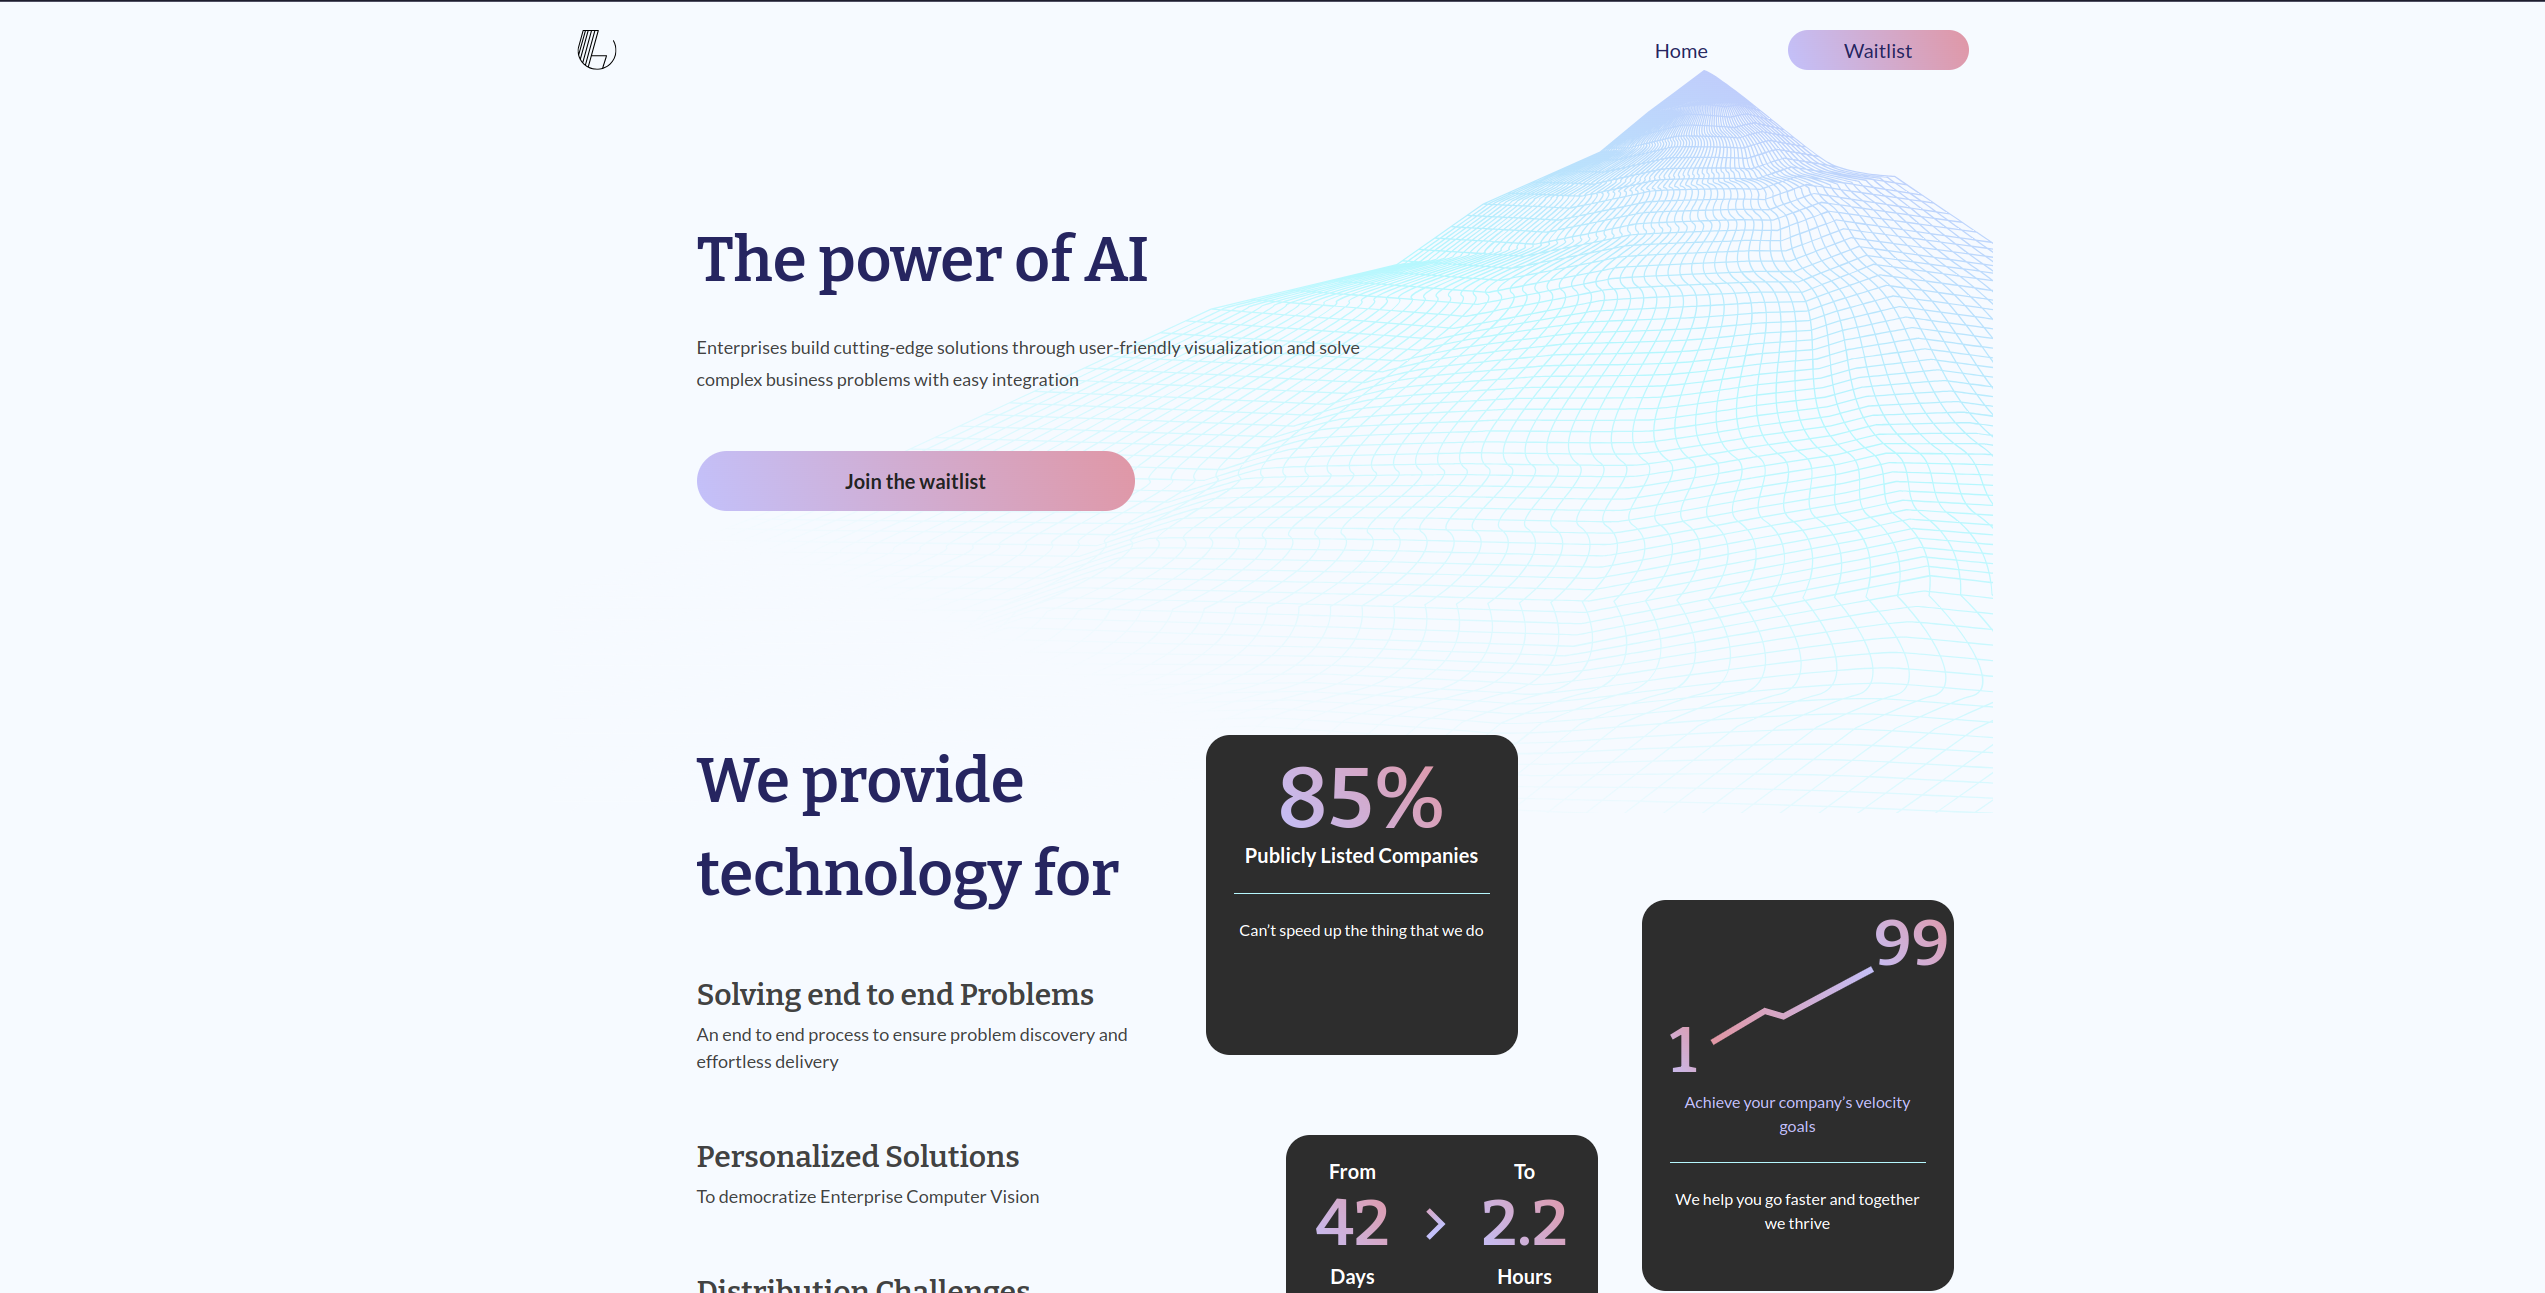 Home
Waitlist
The power of AI
Enterprises build cutting-edge solutions through user-friendly visualization and solve
complex business problems with easy integration
Join the waitlist
We provide
technology for
Solving end to end Problems
An end to end process to ensure problem discovery and
effortless delivery
Personalized Solutions
To democratize Enterprise Computer Vision
Distribution Challenges
85%
Publicly Listed Companies
Can't speed up the thing that we do
99
1
Achieve your company's velocity
goals
We help you go faster and together
we thrive
From
To
42
2.2
Days
Hours